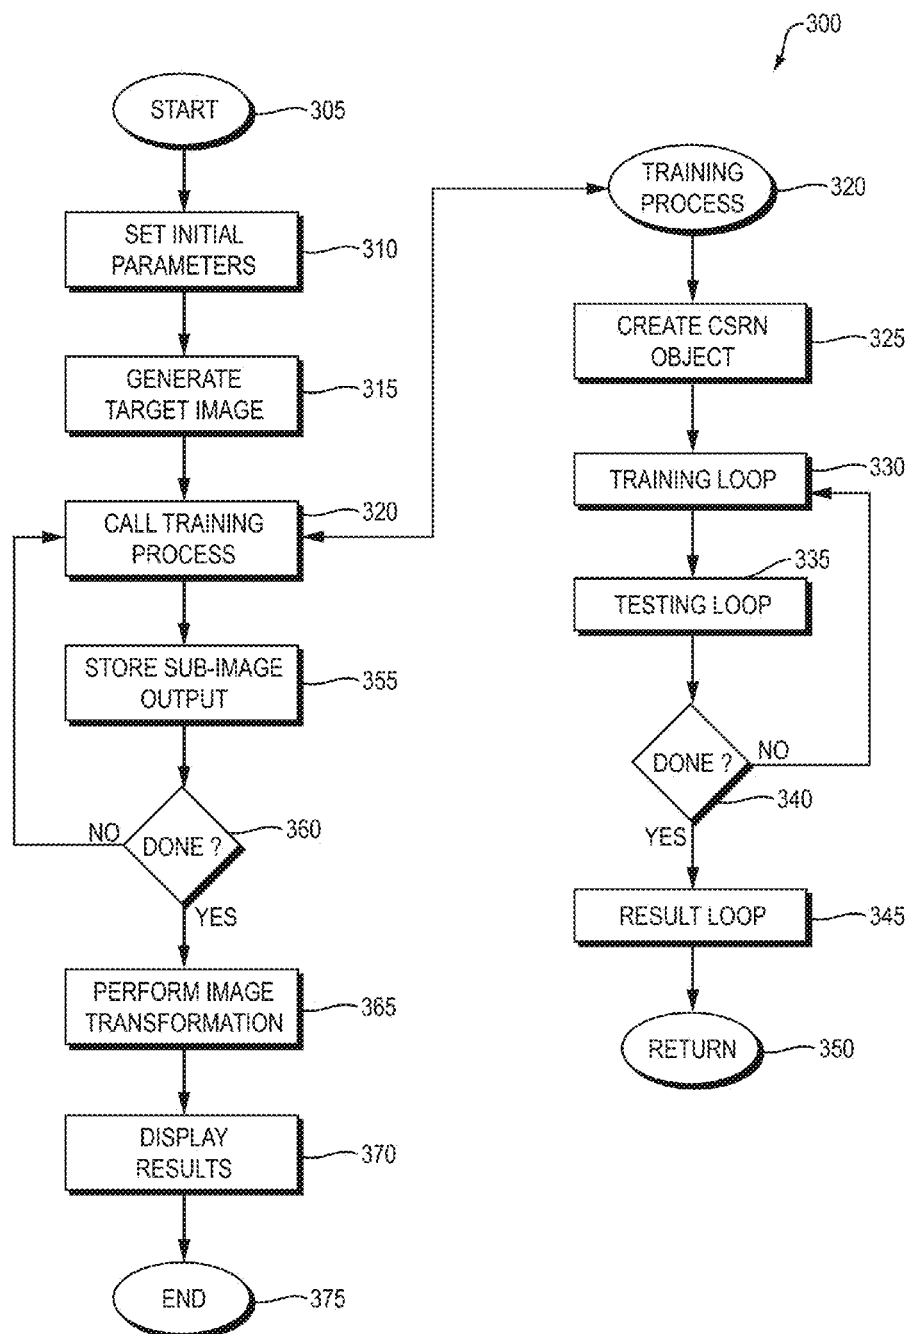 300
START
305
SET INITIAL
PARAMETERS
310
GENERATE
TARGET IMAGE
315
CALL TRAINING
PROCESS
320
STORE SUB-IMAGE
OUTPUT
355
DONE ?
360
NO
YES
PERFORM IMAGE
TRANSFORMATION
365
DISPLAY
RESULTS
370
END
375
TRAINING
PROCESS
320
CREATE CSRN
OBJECT
325
TRAINING LOOP
330
335
TESTING LOOP
DONE ?
NO
340
YES
RESULT LOOP
345
RETURN
350